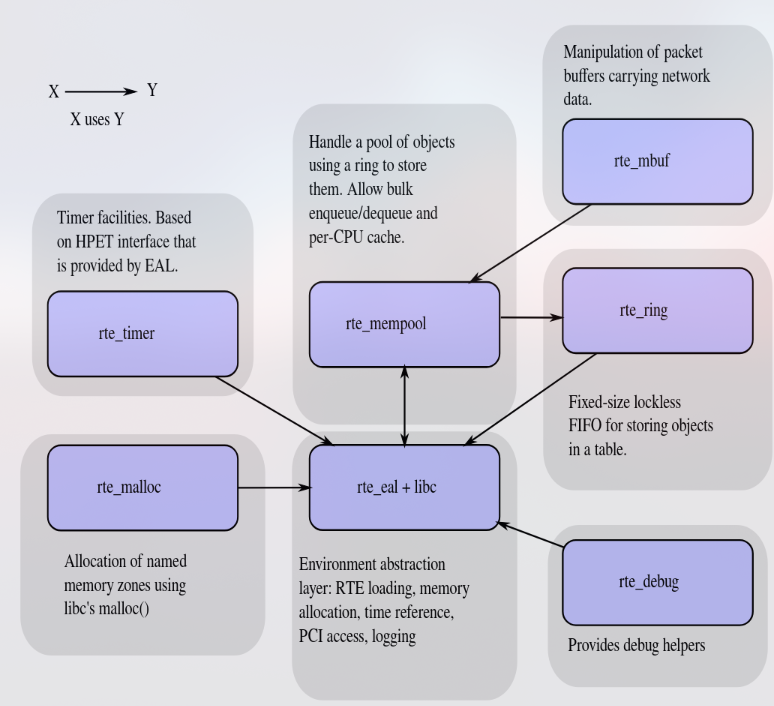 X
Y
X uses Y
Manipulation of packet
buffers carrying network
data.
rte_mbuf
Handle a pool of objects
using a ring to store
them. Allow bulk
enqueue/dequeue and
per-CPU cache.
rte_mempool
Timer facilities. Based
on HPET interface that
is provided by EAL.
rte_timer
rte_ring
Fixed-size lockless
FIFO for storing objects
in a table.
rte_malloc
Allocation of named
memory zones using
libc's malloc()
rte_eal + libc
Environment abstraction
layer: RTE loading, memory
allocation, time reference,
PCI access, logging
rte_debug
Provides debug helpers